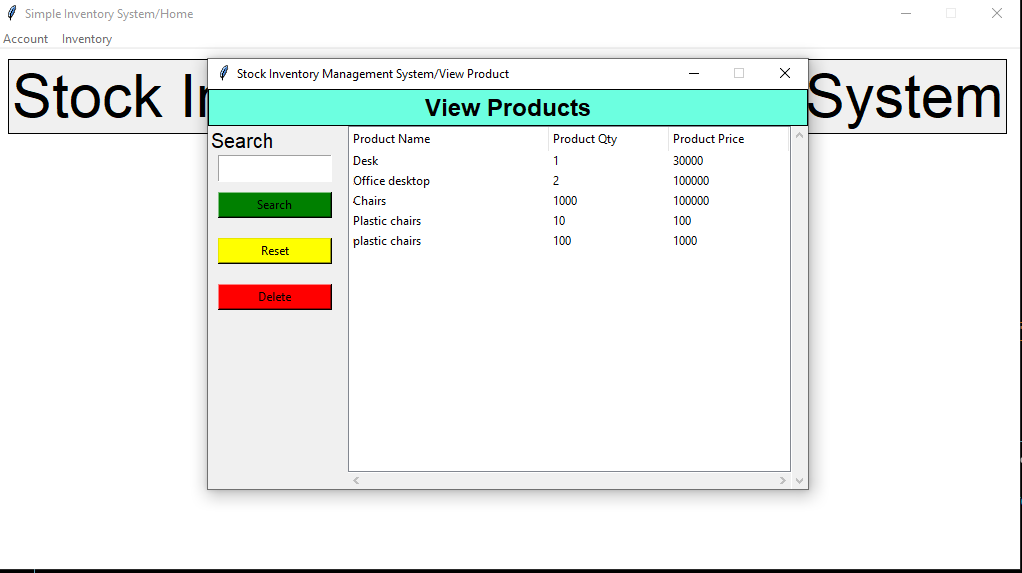 Simple Inventory System/Home
Account Inventory
Stock In
System
Stock Inventory Management System/View Product
View Products
Search
Search
Reset
Delete
Product Name Product Qty Product Price
Desk 1 30000
Office desktop 2 100000
Chairs 1000 100000
Plastic chairs 10 100
plastic chairs 100 1000